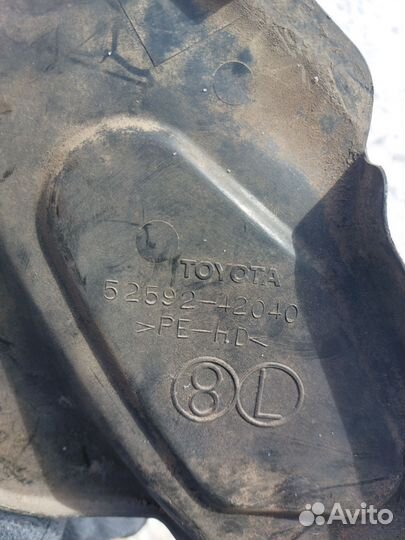 TOYOTA
52592-42040
>PE-HD<
8 L
Avito